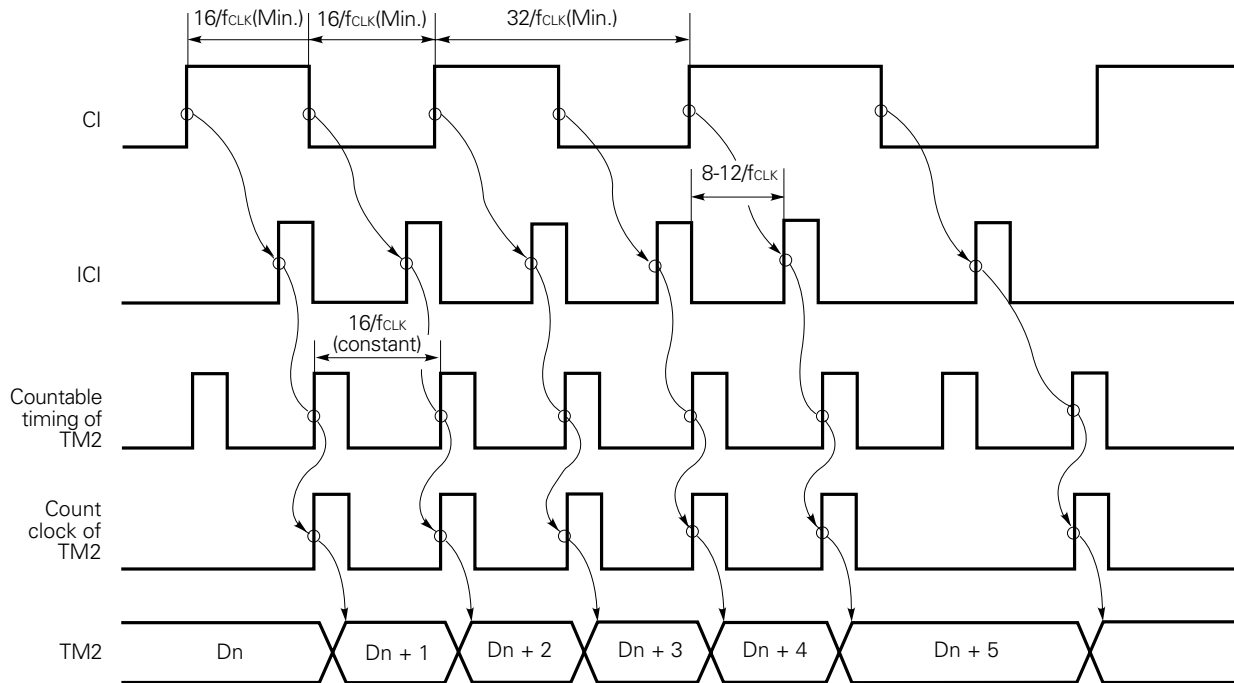 16/fCLK(Min.) 16/fCLK(Min.) 32/fCLK(Min.)
CI
8-12/fCLK
ICI
16/fCLK
(constant)
Countable
timing of
TM2
Count
clock of
TM2
TM2 Dn Dn + 1 Dn + 2 Dn + 3 Dn + 4 Dn + 5